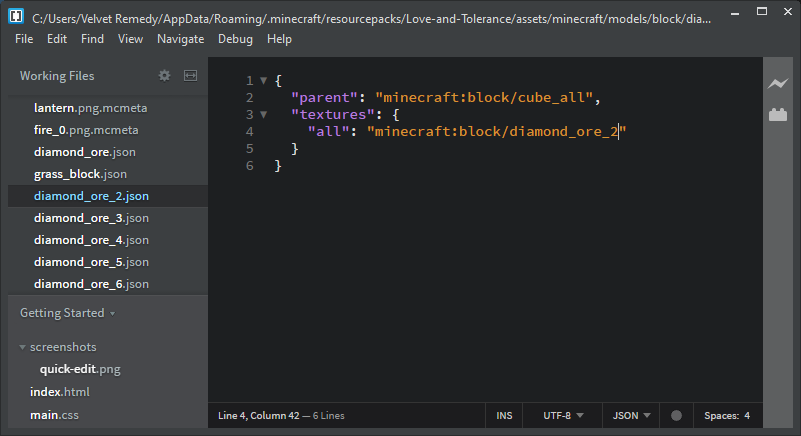 C:/Users/Velvet Remedy/AppData/Roaming/.minecraft/resourcepacks/Love-and-Tolerance/assets/minecraft/models/block/dia...
File Edit Find View Navigate Debug Help
Working Files
lantern.png.mcmeta
fire_0.png.mcmeta
diamond_ore.json
grass_block.json
diamond_ore_2.json
diamond_ore_3.json
diamond_ore_4.json
diamond_ore_5.json
diamond_ore_6.json
Getting Started
screenshots
quick-edit.png
index.html
main.css
1 {
2 "parent": "minecraft:block/cube_all",
3 "textures": {
4 "all": "minecraft:block/diamond_ore_2"
5 }
6 }
Line 4, Column 42 — 6 Lines INS UTF-8 JSON Spaces: 4